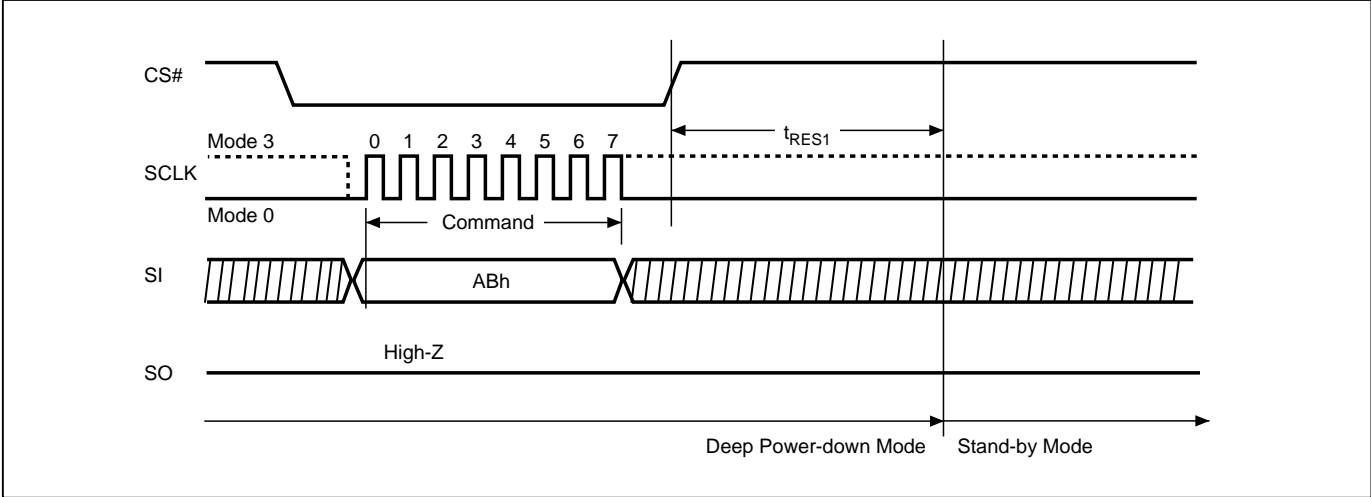 CS#
tRES1
Mode 3
0 1 2 3 4 5 6 7
SCLK
Mode 0
Command
SI
ABh
High-Z
SO
Deep Power-down Mode
Stand-by Mode